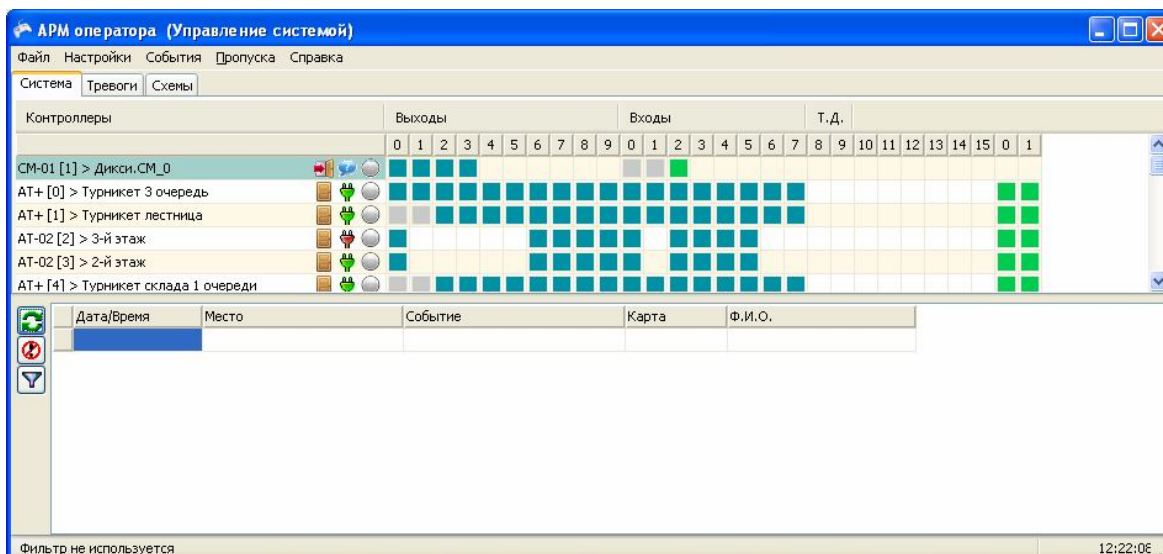 АРМ оператора (Управление системой)
Файл Настройки События Пропуска Справка
Система Тревоги Схемы
Контроллеры Выходы Входы Т.Д.
0 1 2 3 4 5 6 7 8 9 0 1 2 3 4 5 6 7 8 9 10 11 12 13 14 15 0 1
СМ-01 [1] > Дикси.СМ_0
АТ+ [0] > Турникет 3 очередь
АТ+ [1] > Турникет лестница
АТ-02 [2] > 3-й этаж
АТ-02 [3] > 2-й этаж
АТ+ [4] > Турникет склада 1 очереди
Дата/Время Место Событие Карта Ф.И.О.
Фильтр не используется 12:22:08